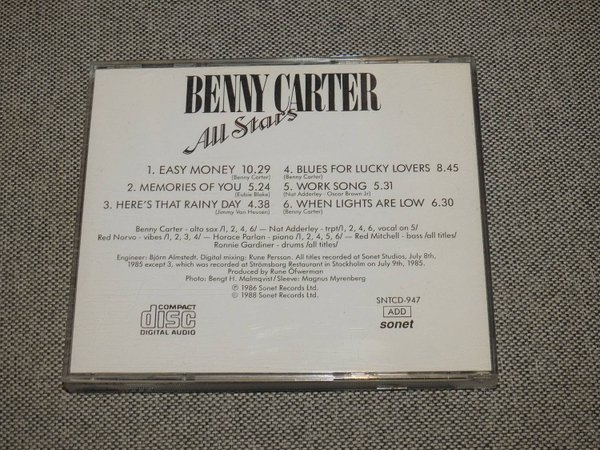 BENNY CARTER
All Stars
1. EASY MONEY 10.29
(Benny Carter)
2. MEMORIES OF YOU 5.24
(Eubie Blake)
3. HERE'S THAT RAINY DAY 4.38
(Jimmy Van Heusen)
4. BLUES FOR LUCKY LOVERS 8.45
(Benny Carter)
5. WORK SONG 5.31
(Nat Adderley - Oscar Brown Jr)
6. WHEN LIGHTS ARE LOW 6.30
(Benny Carter)
Benny Carter - alto sax /1, 2, 4, 6/ — Nat Adderley - trpt/1, 2, 4, 6, vocal on 5/
Red Norvo - vibes /1, 2, 3, 4/ — Horace Parlan - piano /1, 2, 4, 5, 6/ — Red Mitchell - bass /all titles/
Ronnie Gardiner - drums /all titles/
Engineer: Björn Almstedt. Digital mixing: Rune Persson. All titles recorded at Sonet Studios, July 8th,
1985 except 3, which was recorded at Strömsborg Restaurant in Stockholm on July 9th, 1985.
Produced by Rune Öfwerman
Photo: Bengt H. Malmqvist/Sleeve: Magnus Myrenberg
℗ 1986 Sonet Records Ltd.
© 1988 Sonet Records Ltd.
COMPACT
disc
DIGITAL AUDIO
SNTCD-947
ADD
sonet